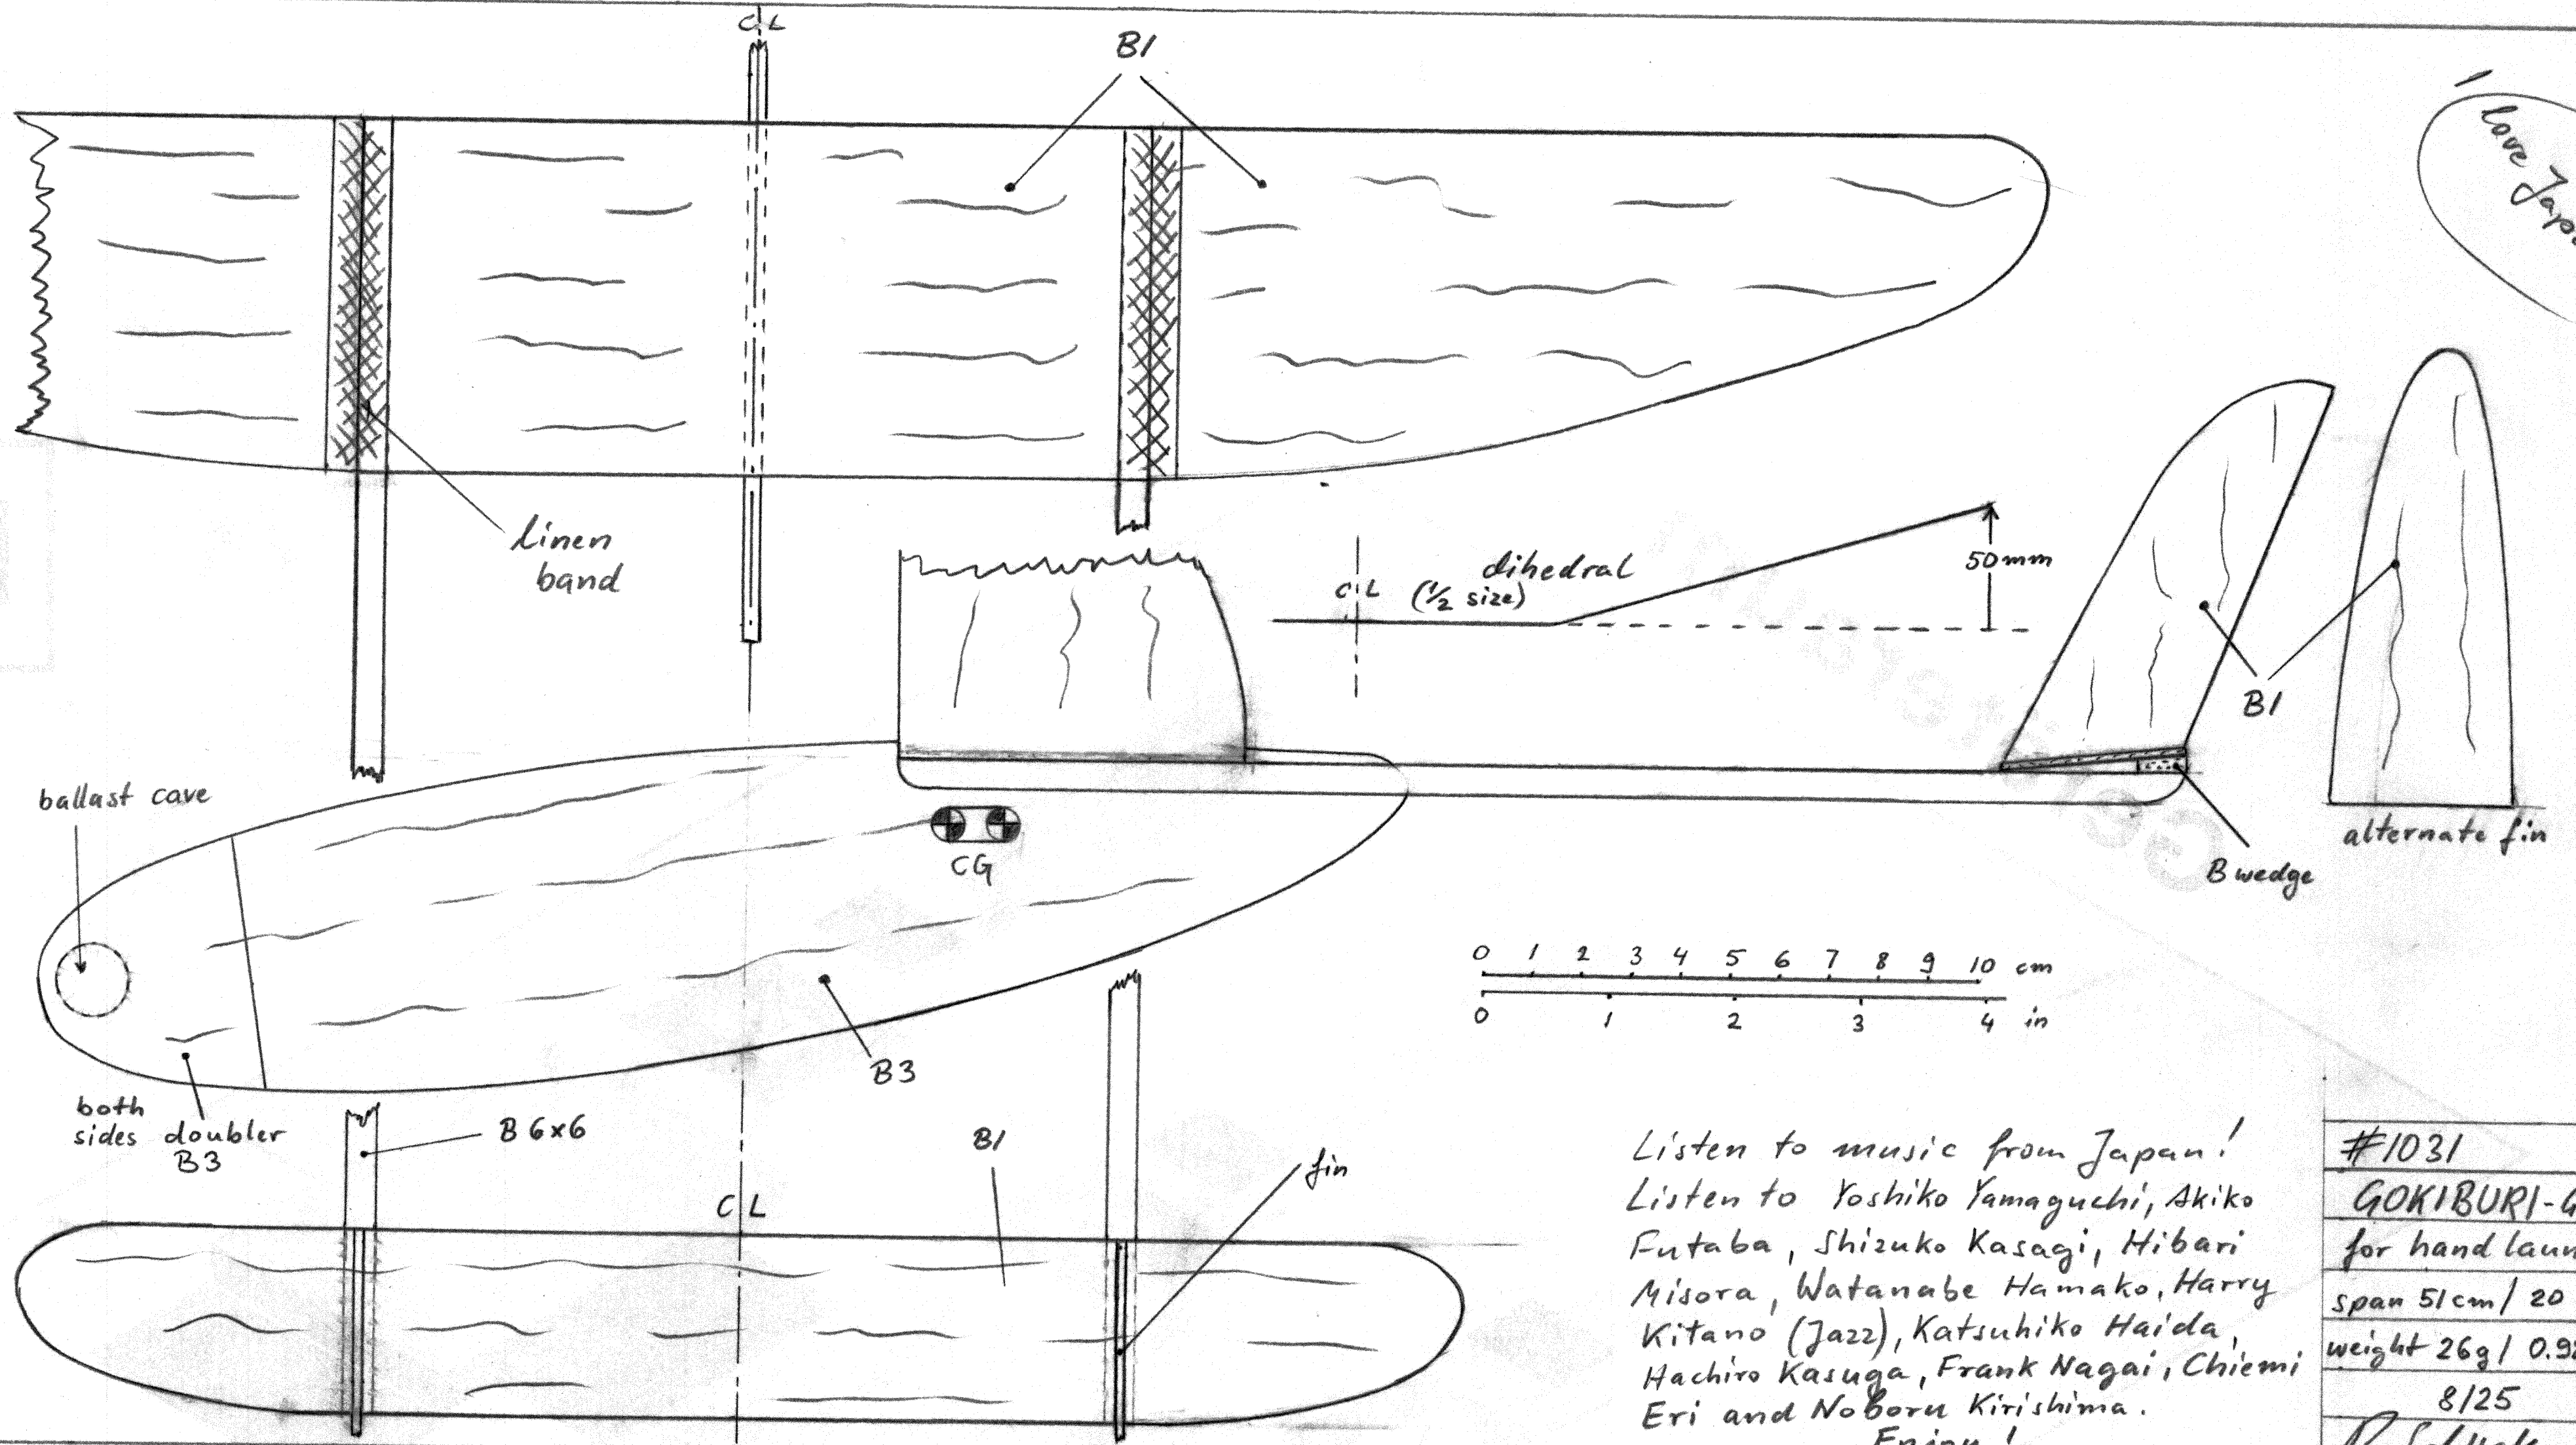 C L
B1
I
love Jap
linen
band
dihedral
C L (1/2 size)
50mm
B1
ballast cave
CG
alternate fin
B wedge
0 1 2 3 4 5 6 7 8 9 10 cm
0 1 2 3 4 in
B3
both
sides doubler
B3
B 6x6
B1
fin
C L
Listen to music from Japan!
Listen to Yoshiko Yamaguchi, Akiko
Futaba, Shizuko Kasagi, Hibari
Misora, Watanabe Hamako, Harry
Kitano (Jazz), Katsuhiko Haida,
Hachiro Kasuga, Frank Nagai, Chiemi
Eri and Noboru Kirishima.
Enjoy!
#1031
GOKIBURI-G
for hand laun
span 51cm/ 20
weight 26g/ 0.92
8/25